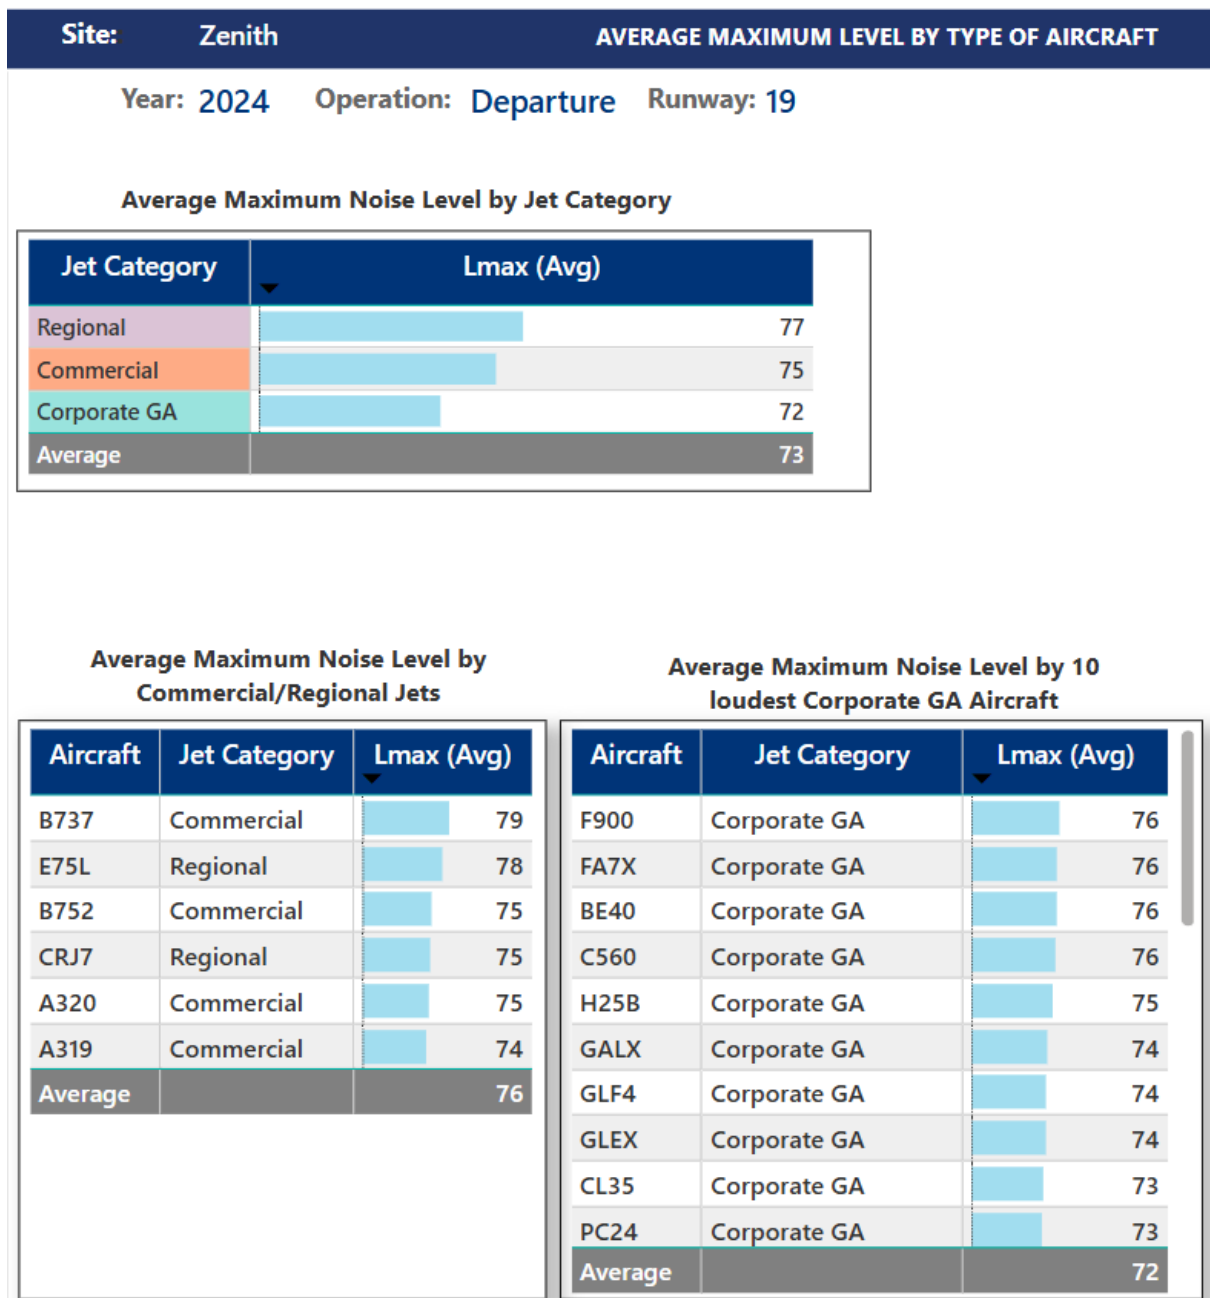 Site: Zenith AVERAGE MAXIMUM LEVEL BY TYPE OF AIRCRAFT
Year: 2024 Operation: Departure Runway: 19
Average Maximum Noise Level by Jet Category
Jet Category Lmax (Avg)
Regional 77
Commercial 75
Corporate GA 72
Average 73
Average Maximum Noise Level by
Commercial/Regional Jets
Aircraft Jet Category Lmax (Avg)
B737 Commercial 79
E75L Regional 78
B752 Commercial 75
CRJ7 Regional 75
A320 Commercial 75
A319 Commercial 74
Average 76
Average Maximum Noise Level by 10
loudest Corporate GA Aircraft
Aircraft Jet Category Lmax (Avg)
F900 Corporate GA 76
FA7X Corporate GA 76
BE40 Corporate GA 76
C560 Corporate GA 76
H25B Corporate GA 75
GALX Corporate GA 74
GLF4 Corporate GA 74
GLEX Corporate GA 74
CL35 Corporate GA 73
PC24 Corporate GA 73
Average 72